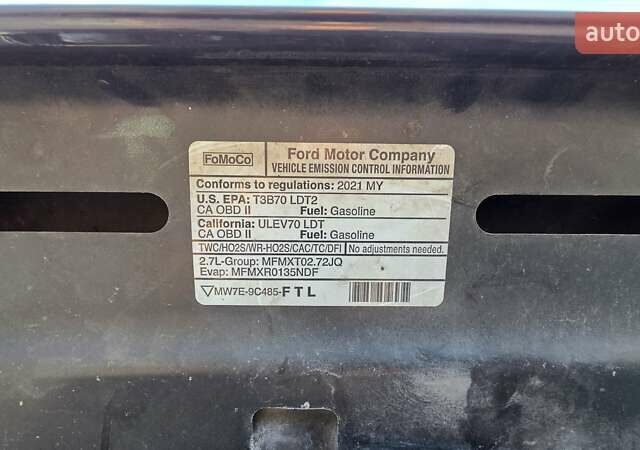 auto
FoMoCo
Ford Motor Company
VEHICLE EMISSION CONTROL INFORMATION
Conforms to regulations: 2021 MY
U.S. EPA: T3B70 LDT2
CA OBD II Fuel: Gasoline
California: ULEV70 LDT
CA OBD II Fuel: Gasoline
TWC/HO2S/WR-HO2S/CAC/TC/DFI No adjustments needed.
2.7L-Group: MFMXT02.72JQ
Evap: MFMXR0135NDF
MW7E-9C485-FTL